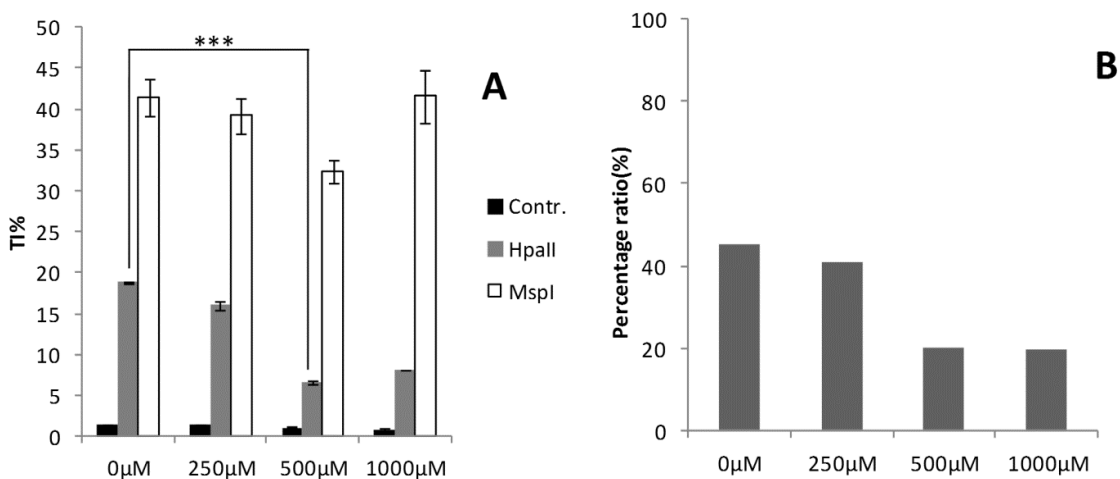 50
45
40
35
30
25
20
15
10
5
0
TI%
***
A
0µM
250µM
500µM
1000µM
Contr.
HpaII
MspI
100
80
60
40
20
0
Percentage ratio(%)
B
0µM
250µM
500µM
1000µM